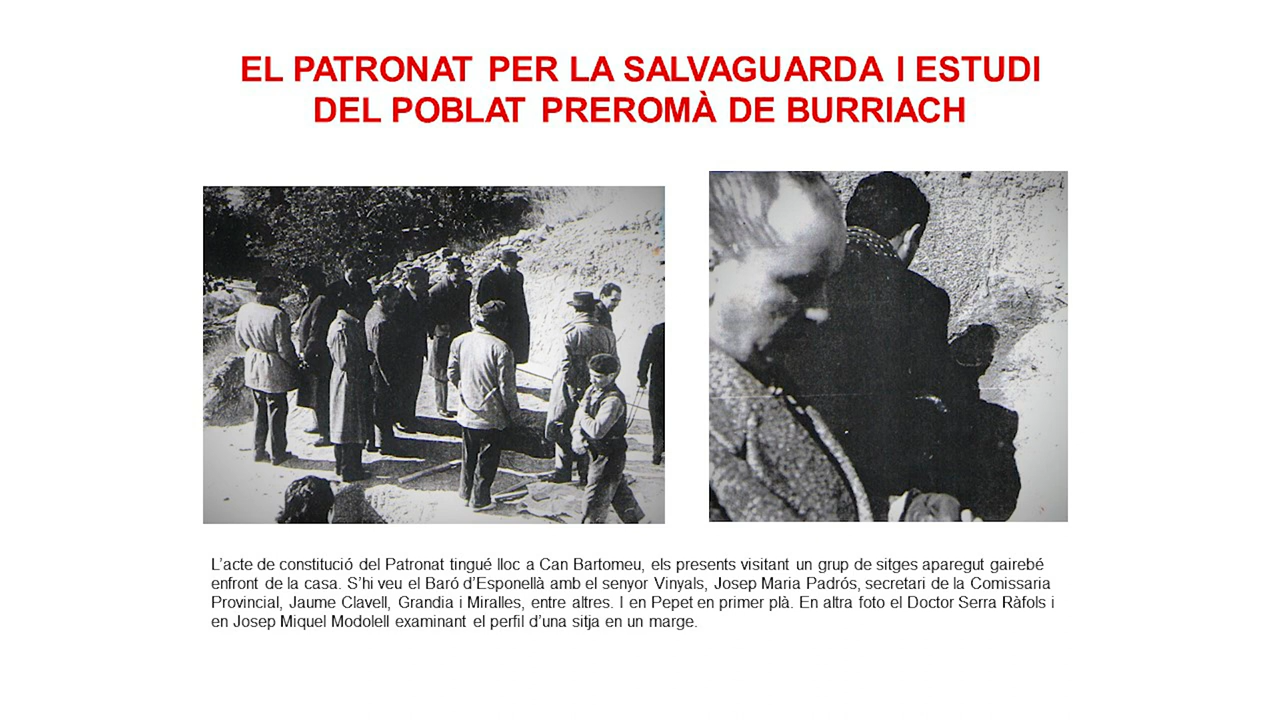 EL PATRONAT PER LA SALVAGUARDA I ESTUDI
DEL POBLAT PREROMÀ DE BURRIACH
L’acte de constitució del Patronat tingué lloc a Can Bartomeu, els presents visitant un grup de sitges aparegut gairebé
enfront de la casa. S’hi veu el Baró d’Esponellà amb el senyor Vinyals, Josep Maria Padrós, secretari de la Comissaria
Provincial, Jaume Clavell, Grandia i Miralles, entre altres. I en Pepet en primer plà. En altra foto el Doctor Serra Ràfols i
en Josep Miquel Modolell examinant el perfil d’una sitja en un marge.